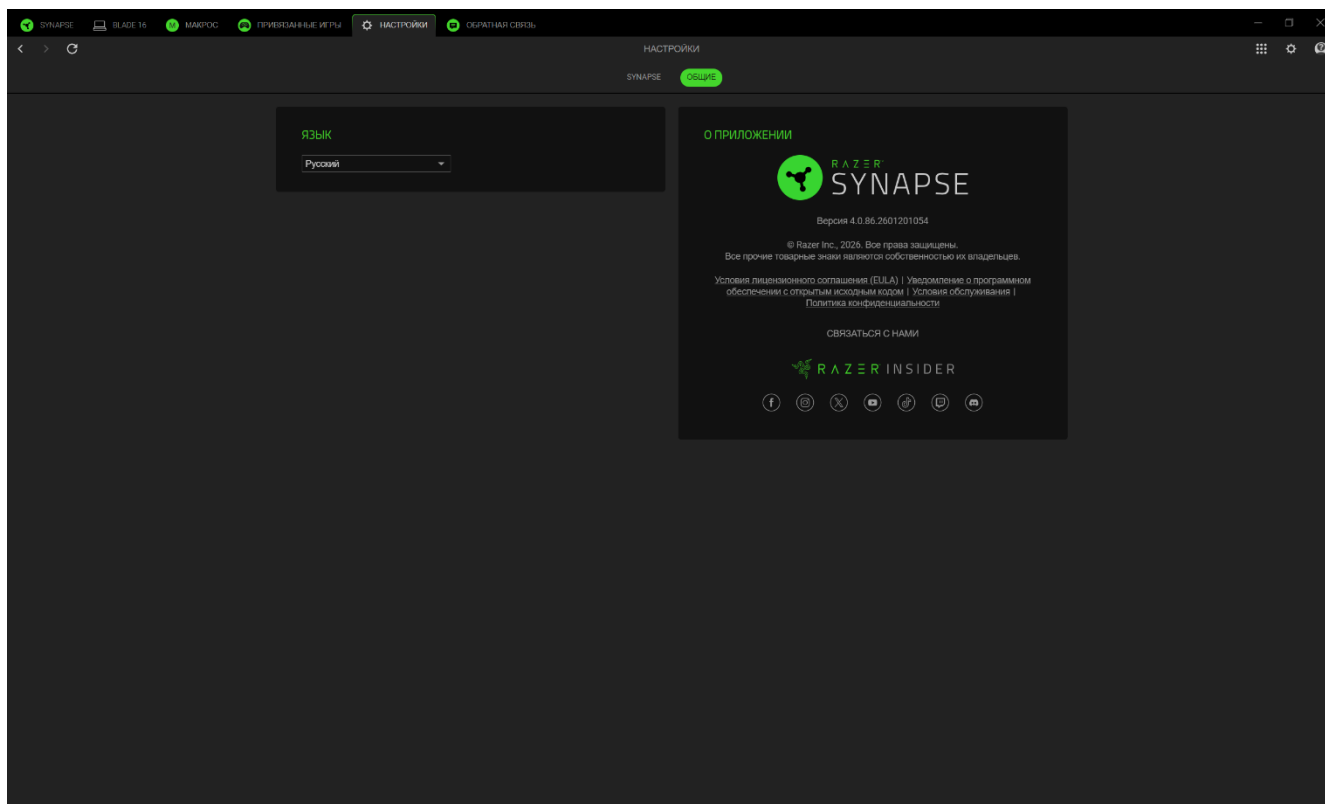 SYNAPSE BLADE 16 МАКРОС ПРИВЯЗАННЫЕ ИГРЫ НАСТРОЙКИ ОБРАТНАЯ СВЯЗЬ
НАСТРОЙКИ
SYNAPSE ОБЩИЕ
ЯЗЫК
Русский
О ПРИЛОЖЕНИИ
RAZER
SYNAPSE
Версия 4.0.86.2601201054
© Razer Inc., 2026. Все права защищены.
Все прочие товарные знаки являются собственностью их владельцев.
Условия лицензионного соглашения (EULA) | Уведомление о программном
обеспечении с открытым исходным кодом | Условия обслуживания |
Политика конфиденциальности
СВЯЗАТЬСЯ С НАМИ
RAZER INSIDER